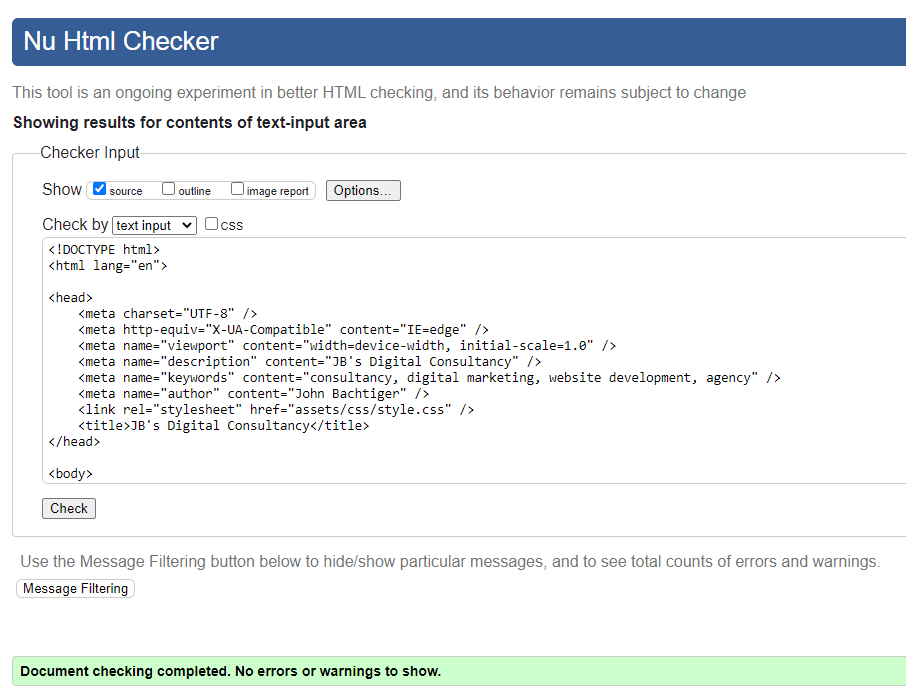 Nu Html Checker
This tool is an ongoing experiment in better HTML checking, and its behavior remains subject to change
Showing results for contents of text-input area
Checker Input
Show source outline image report Options...
Check by text input css
<!DOCTYPE html>
<html lang="en">
<head>
<meta charset="UTF-8" />
<meta http-equiv="X-UA-Compatible" content="IE=edge" />
<meta name="viewport" content="width=device-width, initial-scale=1.0" />
<meta name="description" content="JB's Digital Consultancy" />
<meta name="keywords" content="consultancy, digital marketing, website development, agency" />
<meta name="author" content="John Bachtiger" />
<link rel="stylesheet" href="assets/css/style.css" />
<title>JB's Digital Consultancy</title>
</head>
<body>
Check
Use the Message Filtering button below to hide/show particular messages, and to see total counts of errors and warnings.
Message Filtering
Document checking completed. No errors or warnings to show.